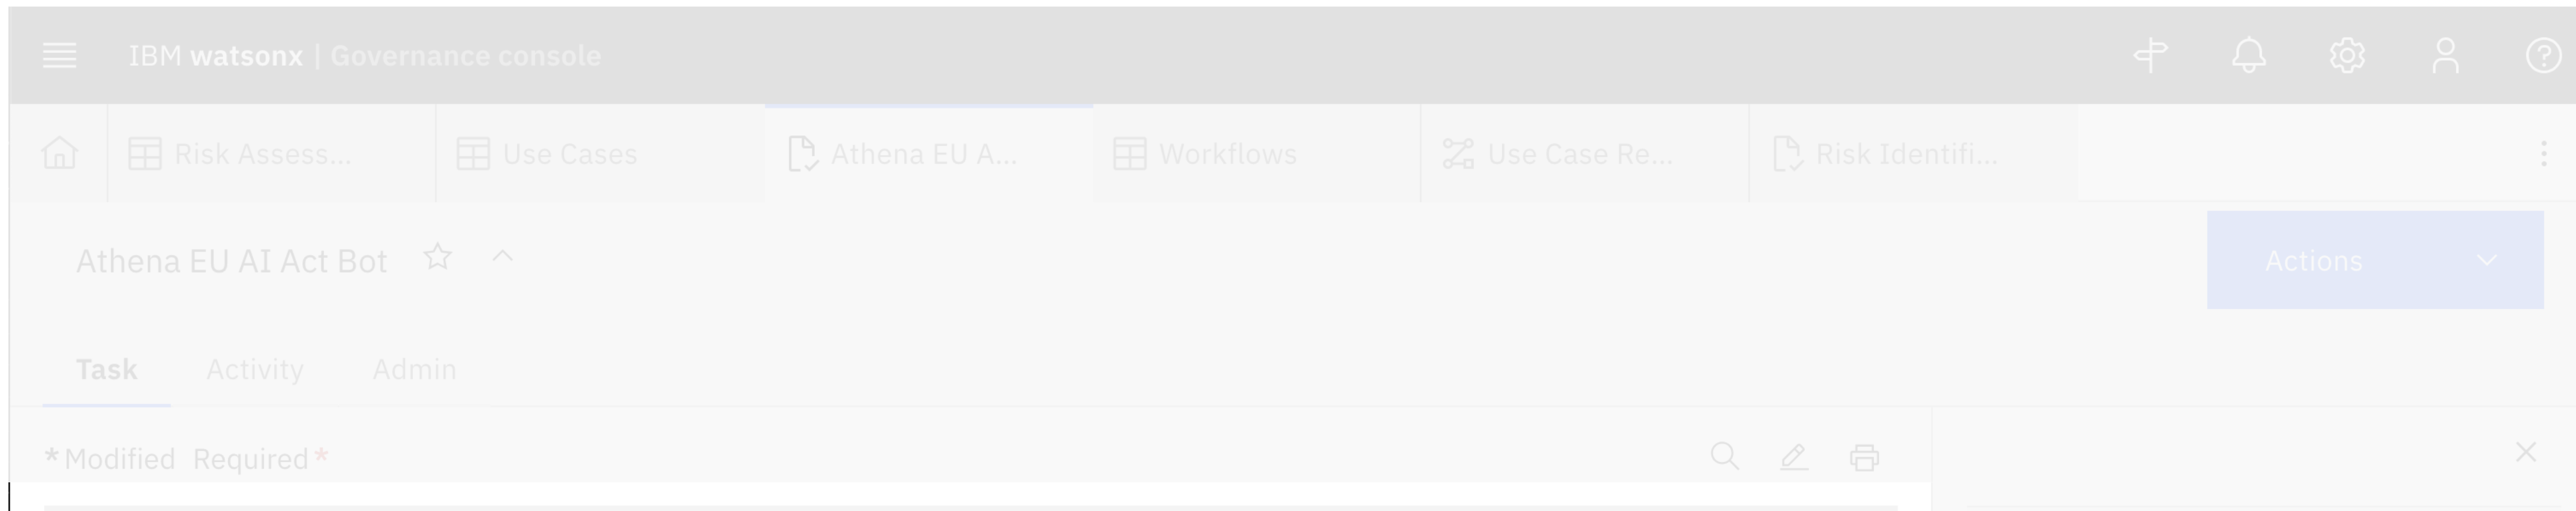 IBM watsonx | Governance console
Risk Assess... Use Cases Athena EU A... Workflows Use Case Re... Risk Identifi...
Athena EU AI Act Bot Actions
Task Activity Admin
*Modified Required*